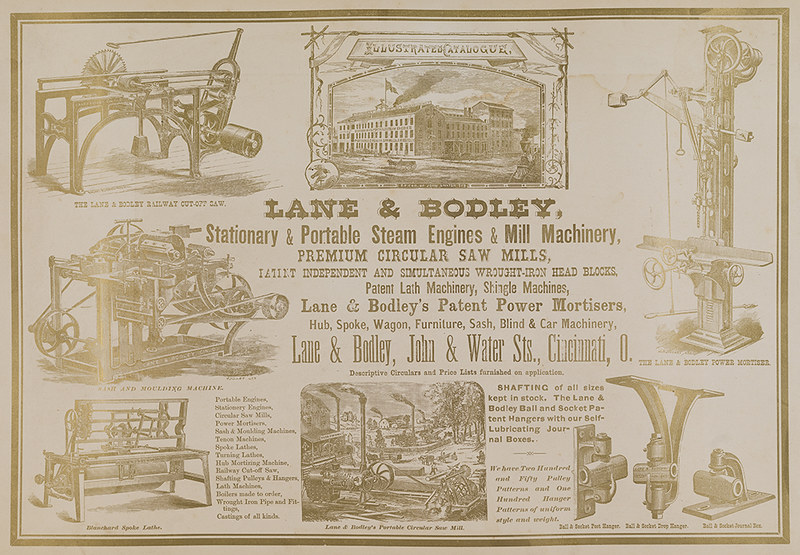 ILLUSTRATED CATALOGUE.
THE LANE & BODLEY RAILWAY CUT-OFF SAW.
LANE & BODLEY,
Stationary & Portable Steam Engines & Mill Machinery,
PREMIUM CIRCULAR SAW MILLS,
PATENT INDEPENDENT AND SIMULTANEOUS WROUGHT-IRON HEAD BLOCKS,
Patent Lath Machinery, Shingle Machines,
Lane & Bodley's Patent Power Mortisers,
Hub, Spoke, Wagon, Furniture, Sash, Blind & Car Machinery,
Lane & Bodley, John & Water Sts., Cincinnati, O.
Descriptive Circulars and Price Lists furnished on application.
THE LANE & BODLEY POWER MORTISER.
SASH AND MOULDING MACHINE.
Portable Engines,
Stationery Engines,
Circular Saw Mills,
Power Mortisers,
Sash & Moulding Machines,
Tenon Machines,
Spoke Lathes,
Turning Lathes,
Hub Mortizng Machine,
Railway Cut-off Saw,
Shafting Pulleys & Hangers,
Lath Machines,
Boilers made to order,
Wrought Iron Pipe and Fit-
tings,
Castings of all kinds.
Blanchard Spoke Lathe.
Lane & Bodley's Portable Circular Saw Mill.
SHAFTING of all sizes
kept in stock. The Lane &
Bodley Ball and Socket Pa-
tent Hangers with our Self-
Lubricating Jour-
nal Boxes.
We have Two Hundred
and Fifty Pulley
Patterns and One
Hundred Hanger
Patterns of uniform
style and weight.
Ball & Socket Post Hanger.
Ball & Socket Drop Hanger.
Ball & Socket Journal Box.